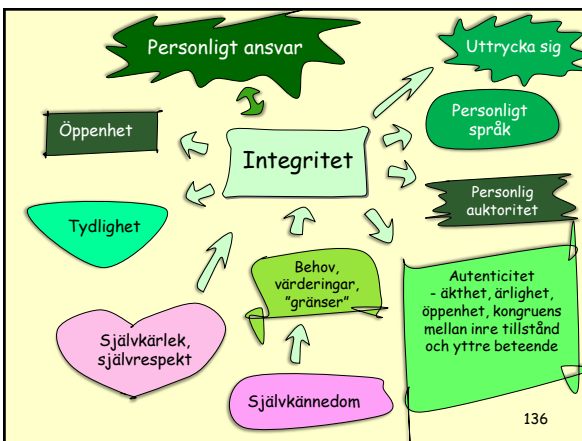 Personligt ansvar
Uttrycka sig
Öppenhet
Personligt
språk
Integritet
Personlig
auktoritet
Tydlighet
Behov,
värderingar,
"gränser"
Autenticitet
- äkthet, ärlighet,
öppenhet, kongruens
mellan inre tillstånd
och yttre beteende
Självkärlek,
självrespekt
Självkännedom
136